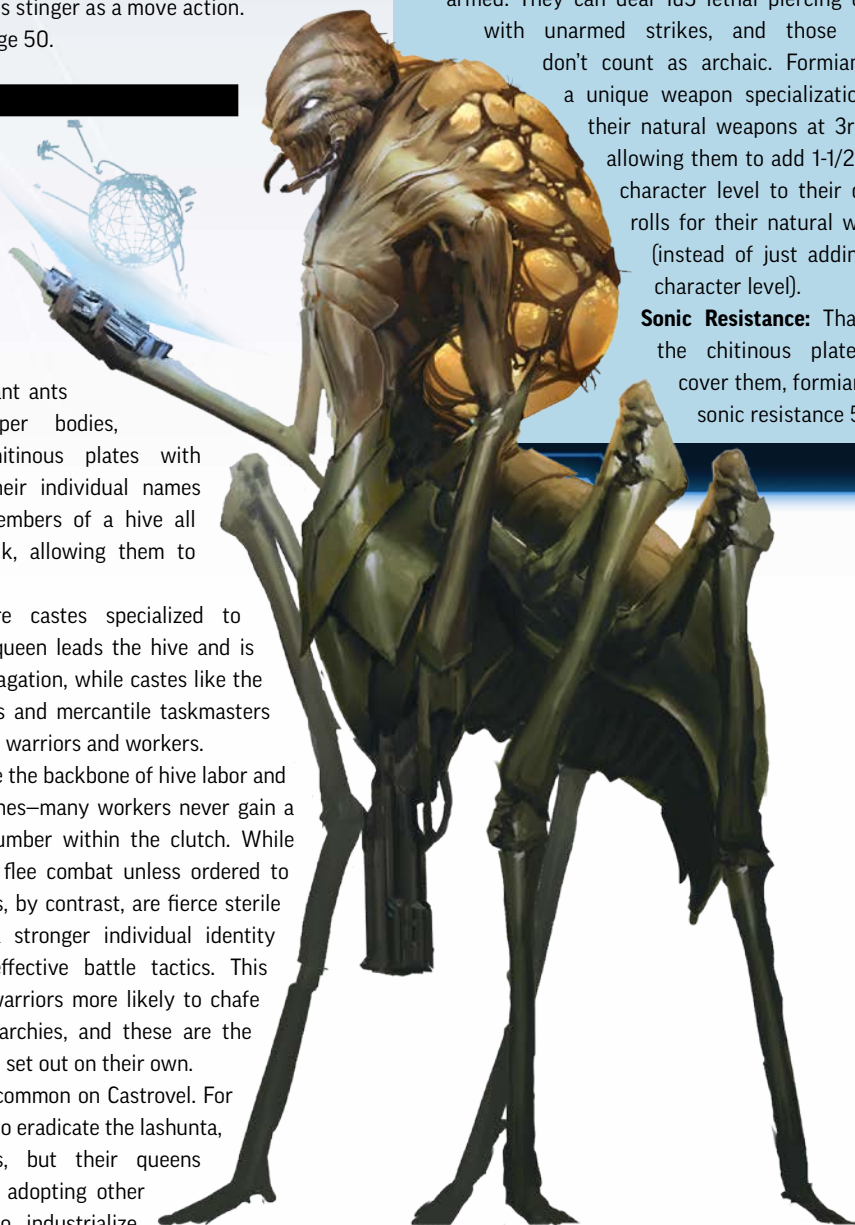 s stinger as a move action.
ge 50.
ant ants
per bodies,
hitinous plates with
heir individual names
embers of a hive all
k, allowing them to
re castes specialized to
queen leads the hive and is
agation, while castes like the
s and mercantile taskmasters
warriors and workers.
e the backbone of hive labor and
nes—many workers never gain a
umber within the clutch. While
flee combat unless ordered to
s, by contrast, are fierce sterile
stronger individual identity
ffective battle tactics. This
warriors more likely to chafe
archies, and these are the
set out on their own.
common on Castrovel. For
o eradicate the lashunta,
s, but their queens
adopting other
o industrialize
armed. They can deal 1d3 lethal piercing
with unarmed strikes, and those
don't count as archaic. Formian
a unique weapon specializatio
their natural weapons at 3r
allowing them to add 1-1/2
character level to their
rolls for their natural w
(instead of just addin
character level).
Sonic Resistance: Tha
the chitinous plate
cover them, formian
sonic resistance 5